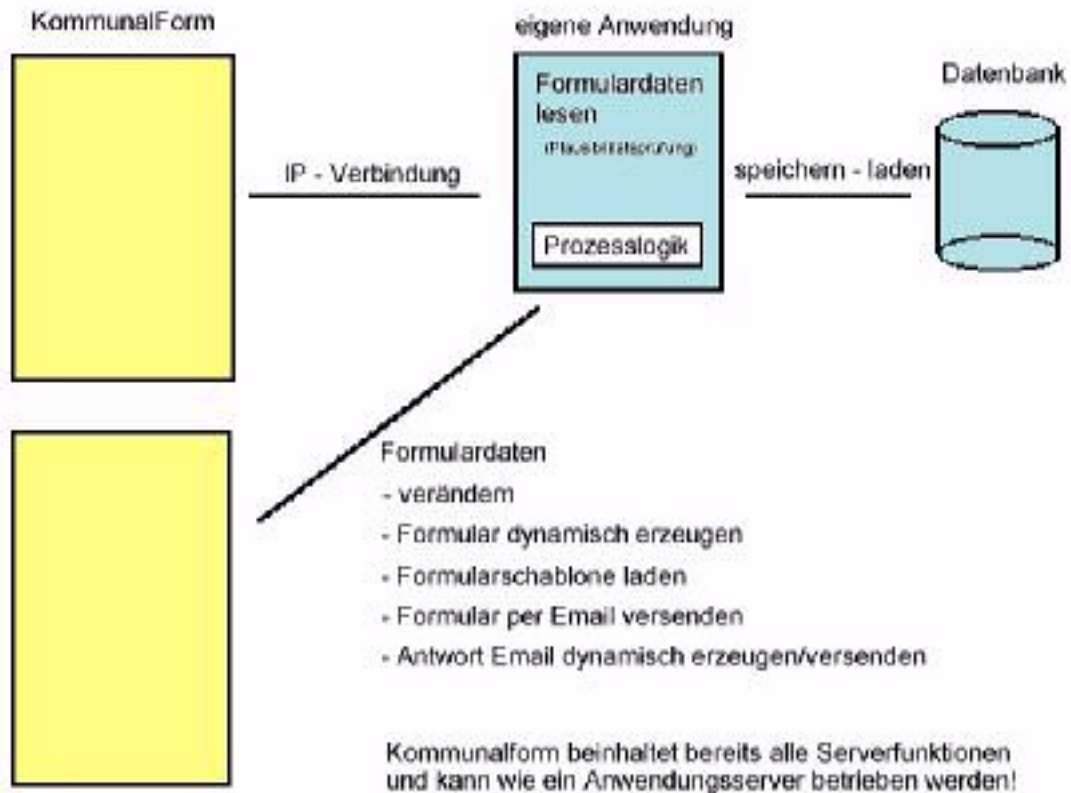 KommunalForm
eigene Anwendung
Datenbank
Formulardaten
lesen
(Plausibilitätsprüfung)
IP - Verbindung
speichern - laden
Prozesslogik
Formulardaten
- verändern
- Formular dynamisch erzeugen
- Formularschablone laden
- Formular per Email versenden
- Antwort Email dynamisch erzeugen/versenden
Kommunalform beinhaltet bereits alle Serverfunktionen
und kann wie ein Anwendungsserver betrieben werden!